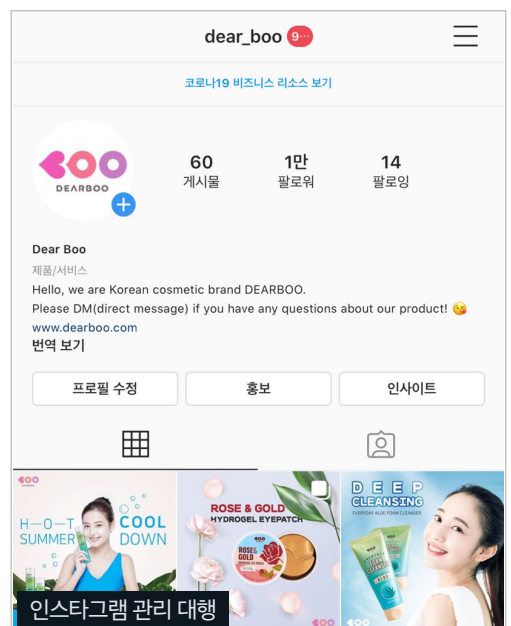 dear_boo 9...
코로나19 비즈니스 리소스 보기
BOO
DEARBOO
60
게시물
1만
팔로워
14
팔로잉
Dear Boo
제품/서비스
Hello, we are Korean cosmetic brand DEARBOO.
Please DM(direct message) if you have any questions about our product! 😘
www.dearboo.com
번역 보기
프로필 수정
홍보
인사이트
H-O-T
SUMMER
COOL
DOWN
ROSE & GOLD
HYDROGEL EYEPATCH
ROSE&
GOLD
DEEP
CLEANSING
EVERYDAY ALOE FOAM CLEANSER
인스타그램 관리 대행